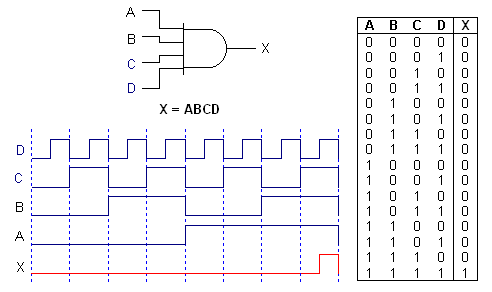 A
B
C
D
X
X = ABCD
D
C
B
A
X
A B C D X
0 0 0 0 0
0 0 0 1 0
0 0 1 0 0
0 0 1 1 0
0 1 0 0 0
0 1 0 1 0
0 1 1 0 0
0 1 1 1 0
1 0 0 0 0
1 0 0 1 0
1 0 1 0 0
1 0 1 1 0
1 1 0 0 0
1 1 0 1 0
1 1 1 0 0
1 1 1 1 1